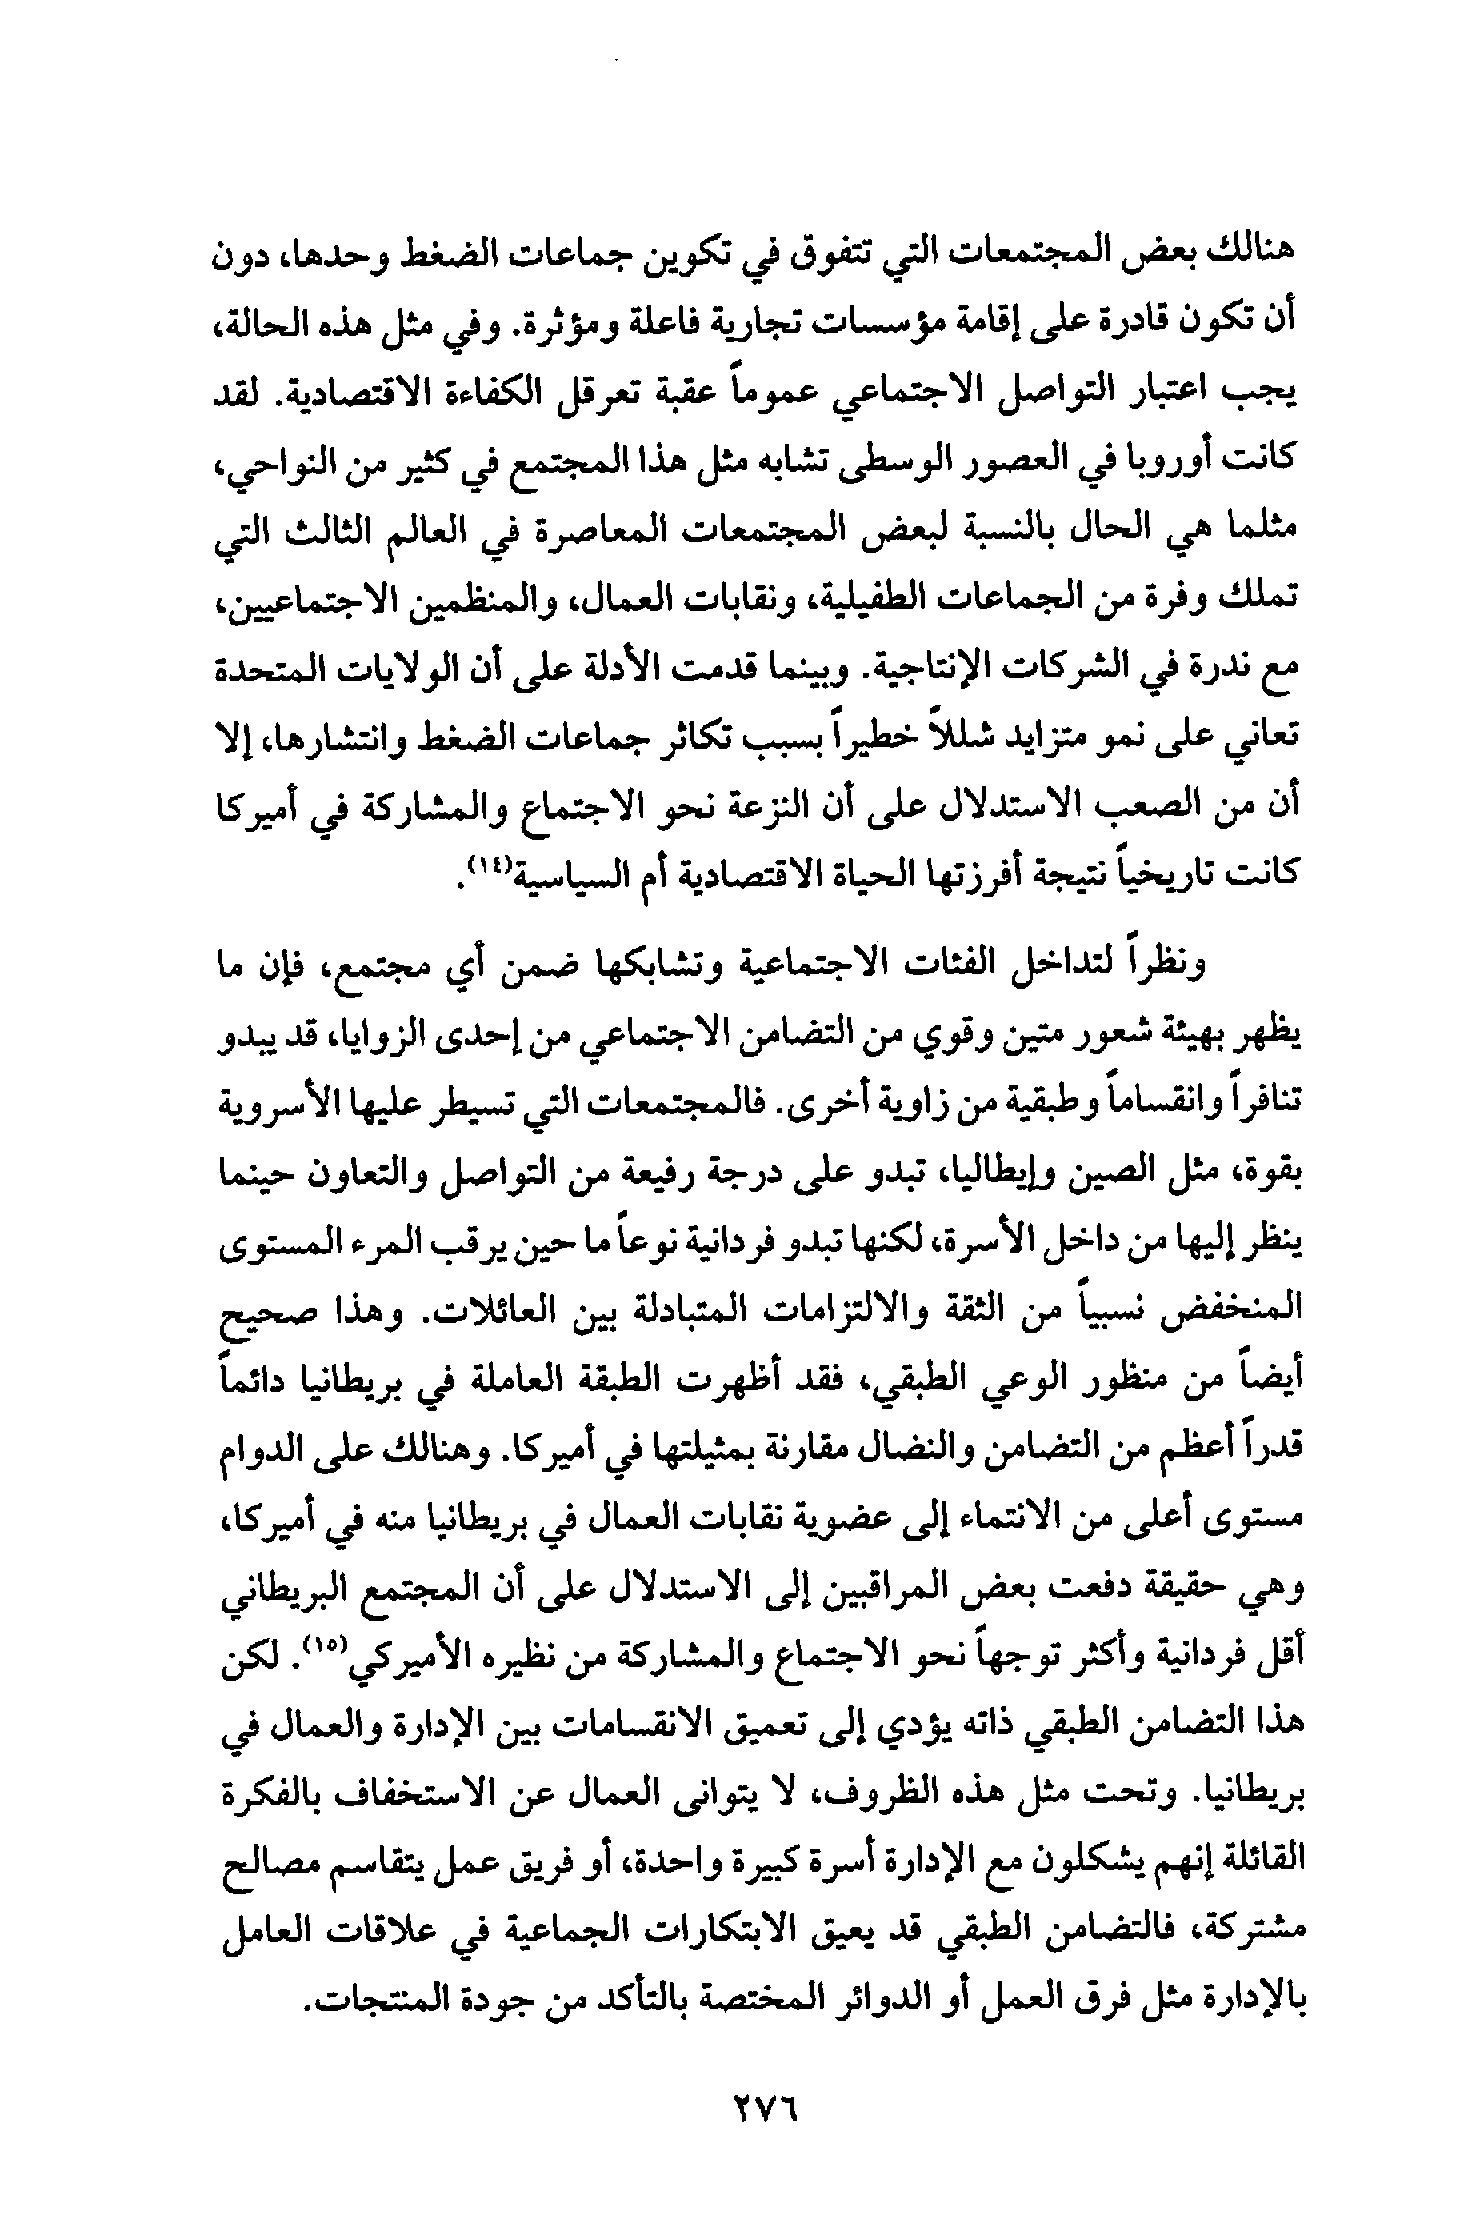 هنالك بعض المجتمعات التي تتفوق في تكوين جماعات الضغط وحدها، دون
أن تكون قادرة على إقامة مؤسسات تجارية فاعلة ومؤثرة. وفي مثل هذه الحالة،
يجب اعتبار التواصل الاجتماعي عموماً عقبة تعرقل الكفاءة الاقتصادية. لقد
كانت أوروبا في العصور الوسطى تشابه مثل هذا المجتمع في كثير من النواحي،
مثلما هي الحال بالنسبة لبعض المجتمعات المعاصرة في العالم الثالث التي
تملك وفرة من الجماعات الطفيلية، ونقابات العمال، والمنظمين الاجتماعيين،
مع ندرة في الشركات الإنتاجية. وبينما قدمت الأدلة على أن الولايات المتحدة
تعاني على نمو متزايد شللاً خطيراً بسبب تكاثر جماعات الضغط وانتشارها، إلا
أن من الصعب الاستدلال على أن النزعة نحو الاجتماع والمشاركة في أميركا
كانت تاريخياً نتيجة أفرزتها الحياة الاقتصادية أم السياسية(١٤).
ونظراً لتداخل الفئات الاجتماعية وتشابكها ضمن أي مجتمع، فإن ما
يظهر بهيئة شعور متين وقوي من التضامن الاجتماعي من إحدى الزوايا، قد يبدو
تنافراً وانقساماً وطبقية من زاوية أخرى. فالمجتمعات التي تسيطر عليها الأسروية
بقوة، مثل الصين وإيطاليا، تبدو على درجة رفيعة من التواصل والتعاون حينما
ينظر إليها من داخل الأسرة، لكنها تبدو فردانية نوعاً ما حين يرقب المرء المستوى
المنخفض نسبياً من الثقة والالتزامات المتبادلة بين العائلات. وهذا صحيح
أيضاً من منظور الوعي الطبقي، فقد أظهرت الطبقة العاملة في بريطانيا دائماً
قدراً أعظم من التضامن والنضال مقارنة بمثيلتها في أميركا. وهنالك على الدوام
مستوى أعلى من الانتماء إلى عضوية نقابات العمال في بريطانيا منه في أميركا،
وهي حقيقة دفعت بعض المراقبين إلى الاستدلال على أن المجتمع البريطاني
أقل فردانية وأكثر توجهاً نحو الاجتماع والمشاركة من نظيره الأميركي(١٥). لكن
هذا التضامن الطبقي ذاته يؤدي إلى تعميق الانقسامات بين الإدارة والعمال في
بريطانيا. وتحت مثل هذه الظروف، لا يتوانى العمال عن الاستخفاف بالفكرة
القائلة إنهم يشكلون مع الإدارة أسرة كبيرة واحدة، أو فريق عمل يتقاسم مصالح
مشتركة، فالتضامن الطبقي قد يعيق الابتكارات الجماعية في علاقات العامل
بالإدارة مثل فرق العمل أو الدوائر المختصة بالتأكد من جودة المنتجات.
٢٧٦